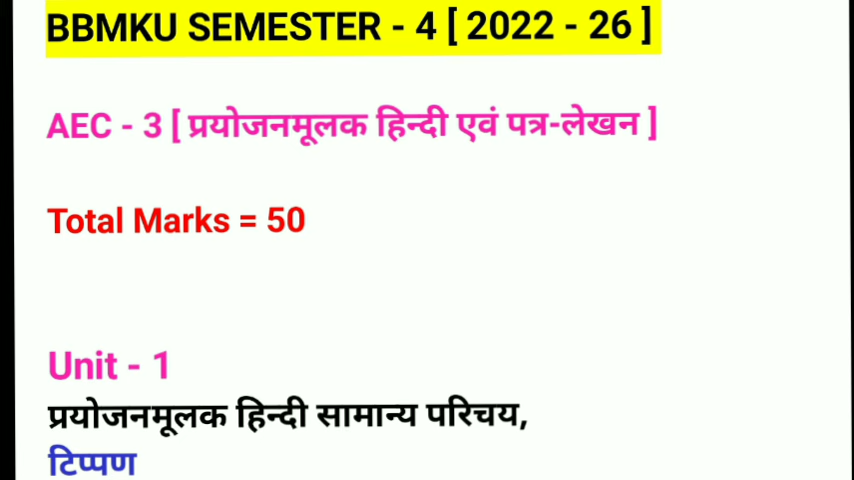 BBMKU SEMESTER - 4 [ 2022 - 26 ]
AEC - 3 [ प्रयोजनमूलक हिन्दी एवं पत्र-लेखन ]
Total Marks = 50
Unit - 1
प्रयोजनमूलक हिन्दी सामान्य परिचय,
टिप्पण